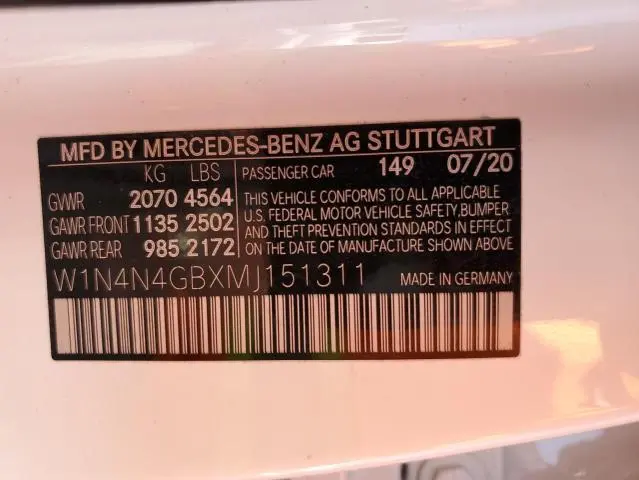 MFD BY MERCEDES-BENZ AG STUTTGART
KG LBS PASSENGER CAR 149 07/20
GVWR 2070 4564
GAWR FRONT 1135 2502
GAWR REAR 985 2172
THIS VEHICLE CONFORMS TO ALL APPLICABLE
U.S. FEDERAL MOTOR VEHICLE SAFETY,BUMPER
AND THEFT PREVENTION STANDARDS IN EFFECT
ON DATE OF MANUFACTURE SHOWN ABOVE
W1N4N4GBXMJ151311
MADE IN GERMANY